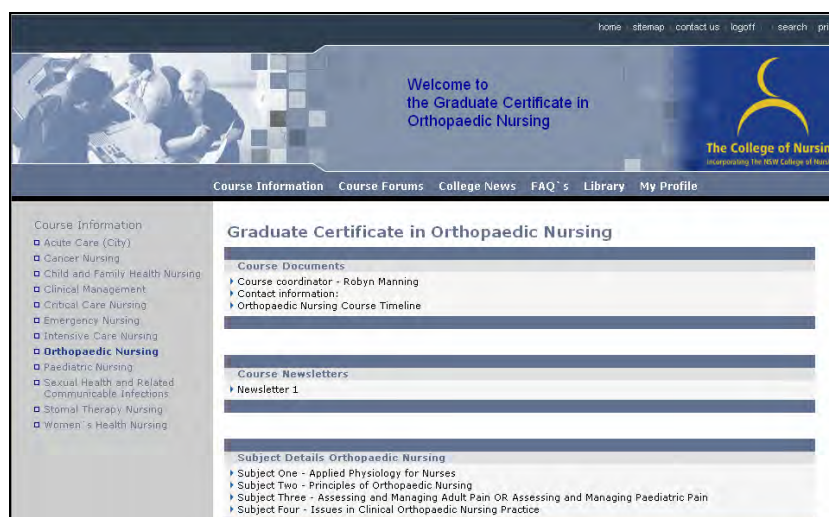 home sitemap contact us logoff search pri
Welcome to
the Graduate Certificate in
Orthopaedic Nursing
The College of Nursin
Incorporating The NSW College of Nursi
Course Information Course Forums College News FAQ`s Library My Profile
Course Information
Acute Care (City)
Cancer Nursing
Child and Family Health Nursing
Clinical Management
Critical Care Nursing
Emergency Nursing
Intensive Care Nursing
Orthopaedic Nursing
Paediatric Nursing
Sexual Health and Related
Communicable Infections
Stomal Therapy Nursing
Women`s Health Nursing
Graduate Certificate in Orthopaedic Nursing
Course Documents
Course coordinator - Robyn Manning
Contact information:
Orthopaedic Nursing Course Timeline
Course Newsletters
Newsletter 1
Subject Details Orthopaedic Nursing
Subject One - Applied Physiology for Nurses
Subject Two - Principles of Orthopaedic Nursing
Subject Three - Assessing and Managing Adult Pain OR Assessing and Managing Paediatric Pain
Subject Four - Issues in Clinical Orthopaedic Nursing Practice